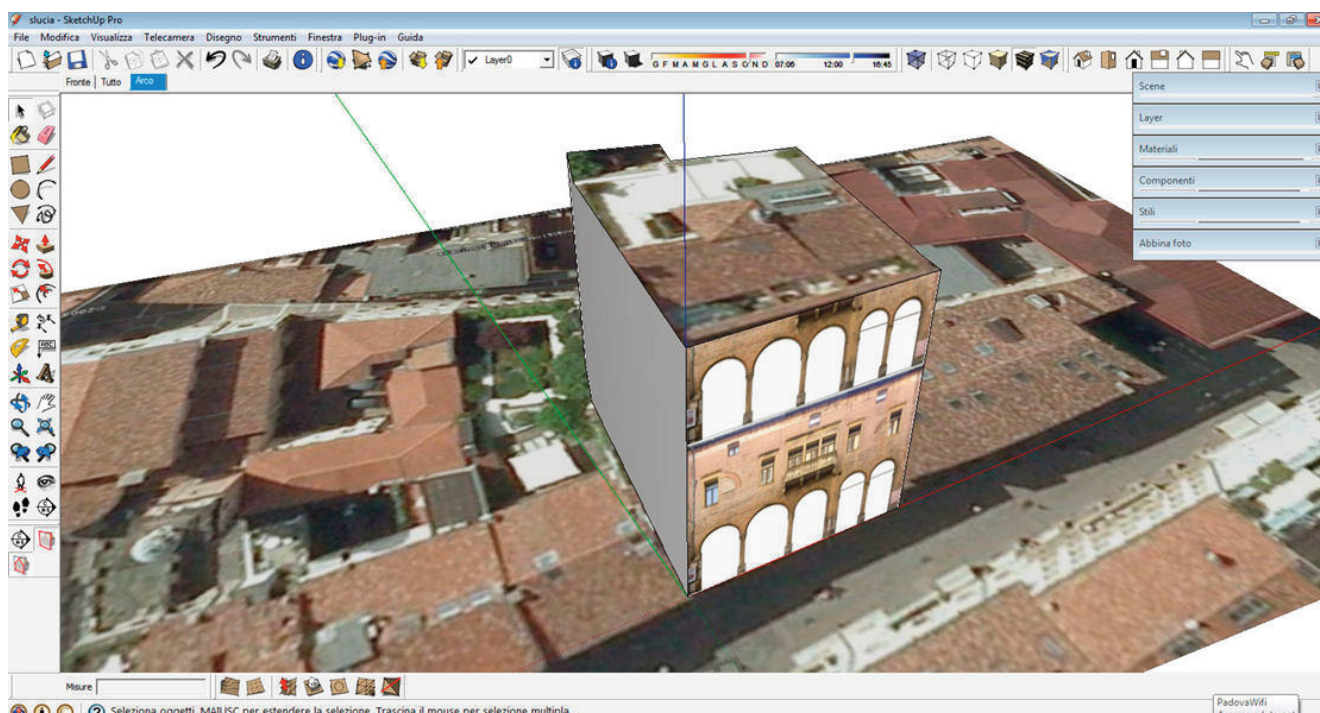 slucia - SketchUp Pro
File Modifica Visualizza Telecamera Disegno Strumenti Finestra Plug-in Guida
Layer0
G F M A M G L A S O N D 07:06 12:00 16:45
Fronte Tutto Arco
Scene
Layer
Materiali
Componenti
Stili
Abbina foto
ABC
Misure
Seleziona oggetti. MAIUSC per estendere la selezione. Trascina il mouse per selezione multipla.
PadovaWifi